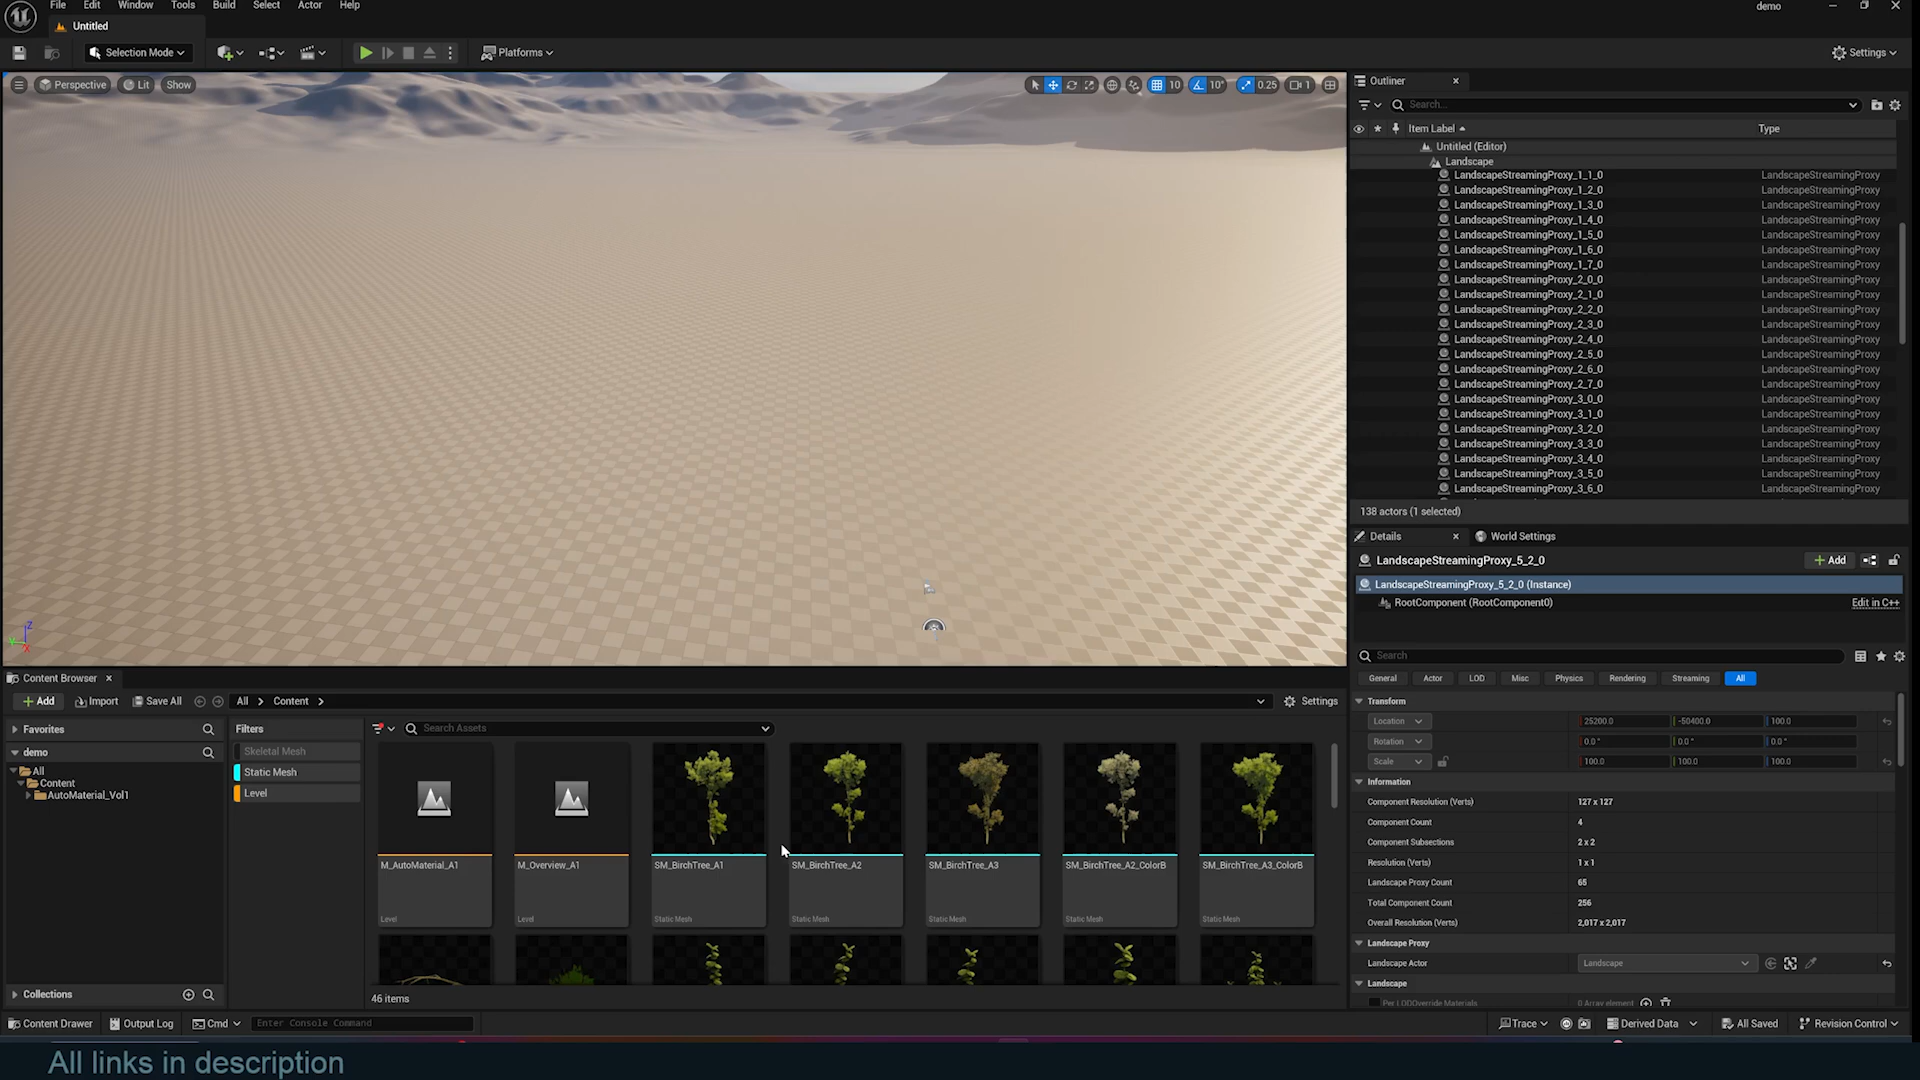 File Edit Window Tools Build Select Actor Help demo
Untitled
Selection Mode Platforms Settings
Perspective Lit Show 10 10° 0.25 1
Outliner
Search...
Item Label Type
Untitled (Editor)
Landscape
LandscapeStreamingProxy_1_1_0 LandscapeStreamingProxy
LandscapeStreamingProxy_1_2_0 LandscapeStreamingProxy
LandscapeStreamingProxy_1_3_0 LandscapeStreamingProxy
LandscapeStreamingProxy_1_4_0 LandscapeStreamingProxy
LandscapeStreamingProxy_1_5_0 LandscapeStreamingProxy
LandscapeStreamingProxy_1_6_0 LandscapeStreamingProxy
LandscapeStreamingProxy_1_7_0 LandscapeStreamingProxy
LandscapeStreamingProxy_2_0_0 LandscapeStreamingProxy
LandscapeStreamingProxy_2_1_0 LandscapeStreamingProxy
LandscapeStreamingProxy_2_2_0 LandscapeStreamingProxy
LandscapeStreamingProxy_2_3_0 LandscapeStreamingProxy
LandscapeStreamingProxy_2_4_0 LandscapeStreamingProxy
LandscapeStreamingProxy_2_5_0 LandscapeStreamingProxy
LandscapeStreamingProxy_2_6_0 LandscapeStreamingProxy
LandscapeStreamingProxy_2_7_0 LandscapeStreamingProxy
LandscapeStreamingProxy_3_0_0 LandscapeStreamingProxy
LandscapeStreamingProxy_3_1_0 LandscapeStreamingProxy
LandscapeStreamingProxy_3_2_0 LandscapeStreamingProxy
LandscapeStreamingProxy_3_3_0 LandscapeStreamingProxy
LandscapeStreamingProxy_3_4_0 LandscapeStreamingProxy
LandscapeStreamingProxy_3_5_0 LandscapeStreamingProxy
LandscapeStreamingProxy_3_6_0 LandscapeStreamingProxy
138 actors (1 selected)
Details World Settings
LandscapeStreamingProxy_5_2_0 Add
LandscapeStreamingProxy_5_2_0 (Instance)
RootComponent (RootComponent0) Edit in C++
Search
General Actor LOD Misc Physics Rendering Streaming All
Transform
Location 25200.0 -50400.0 100.0
Rotation 0.0° 0.0° 0.0°
Scale 100.0 100.0 100.0
Information
Component Resolution (Verts) 127 x 127
Component Count 4
Component Subsections 2 x 2
Resolution (Verts) 1 x 1
Landscape Proxy Count 65
Total Component Count 256
Overall Resolution (Verts) 2,017 x 2,017
Landscape Proxy
Landscape Actor Landscape
Landscape
Per LODOverride Materials 0 Array element
Content Browser
Add Import Save All All Content Settings
Favorites
demo
All
Content
AutoMaterial_Vol1
Collections
Filters
Skeletal Mesh
Static Mesh
Level
Search Assets
M_AutoMaterial_A1 M_Overview_A1 SM_BirchTree_A1 SM_BirchTree_A2 SM_BirchTree_A3 SM_BirchTree_A2_ColorB SM_BirchTree_A3_ColorB
Level Level Static Mesh Static Mesh Static Mesh Static Mesh Static Mesh
46 items
Content Drawer Output Log Cmd Enter Console Command Trace Derived Data All Saved Revision Control
All links in description